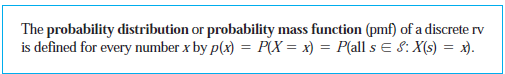 The probability distribution or probability mass function (pmf) of a discrete rv
is defined for every number x by p(x) = P(X = x) = P(all s ∈ 𝒮: X(s) = x).